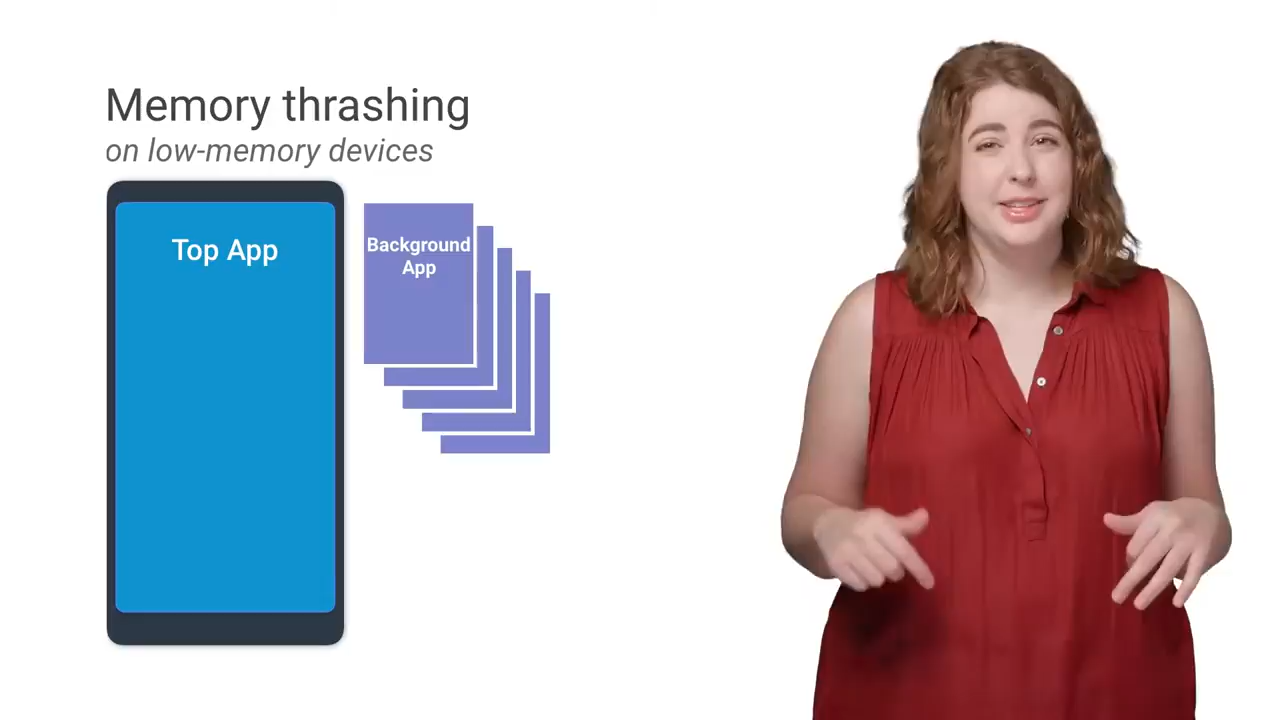 Memory thrashing
on low-memory devices
Top App
Background
App